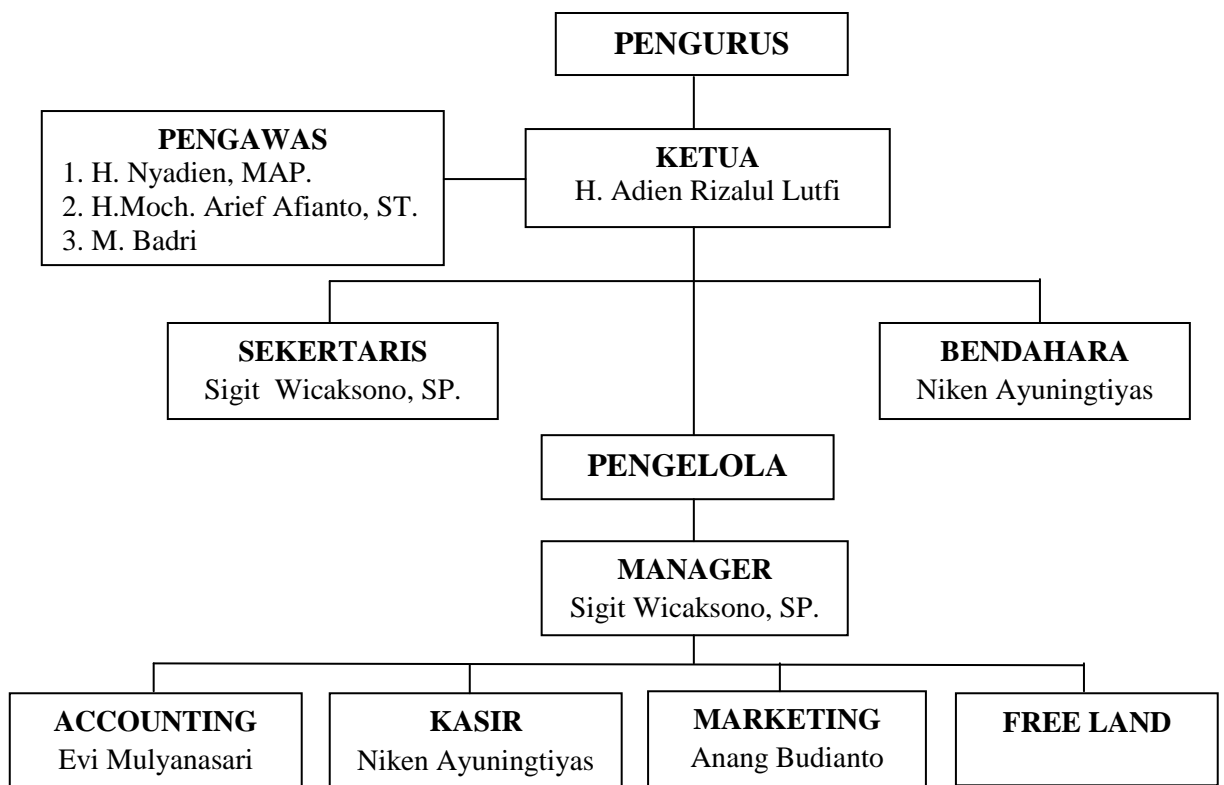 PENGURUS
PENGAWAS
1. H. Nyadien, MAP.
2. H.Moch. Arief Afianto, ST.
3. M. Badri
KETUA
H. Adien Rizalul Lutfi
SEKERTARIS
Sigit Wicaksono, SP.
BENDAHARA
Niken Ayuningtiyas
PENGELOLA
MANAGER
Sigit Wicaksono, SP.
ACCOUNTING
Evi Mulyanasari
KASIR
Niken Ayuningtiyas
MARKETING
Anang Budianto
FREE LAND